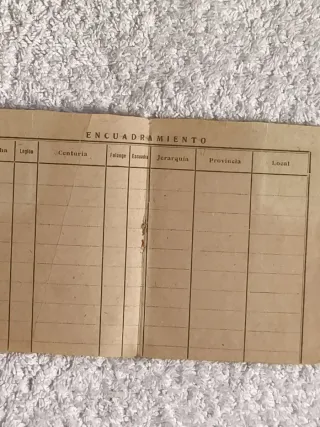 ENCUADRAMIENTO
Legión Centuria Falange Escuadra Jerarquía Provincia Local